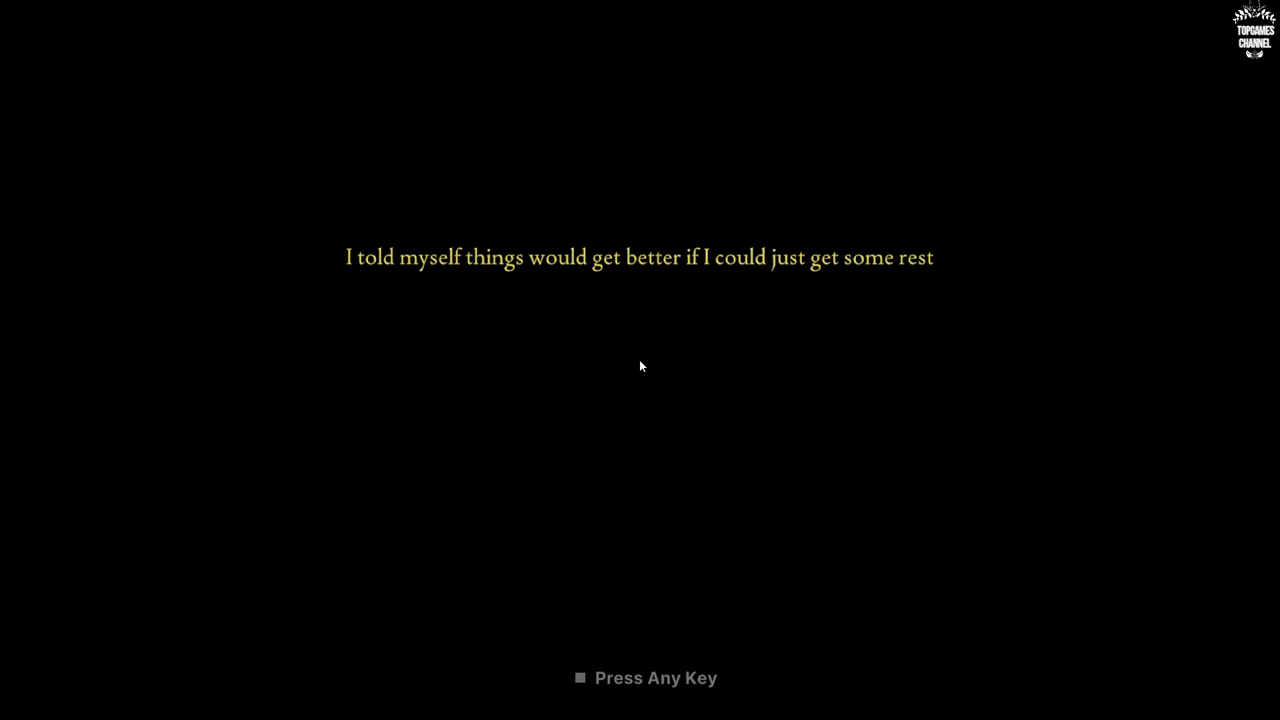 TOPGAMES
CHANNEL
I told myself things would get better if I could just get some rest
Press Any Key